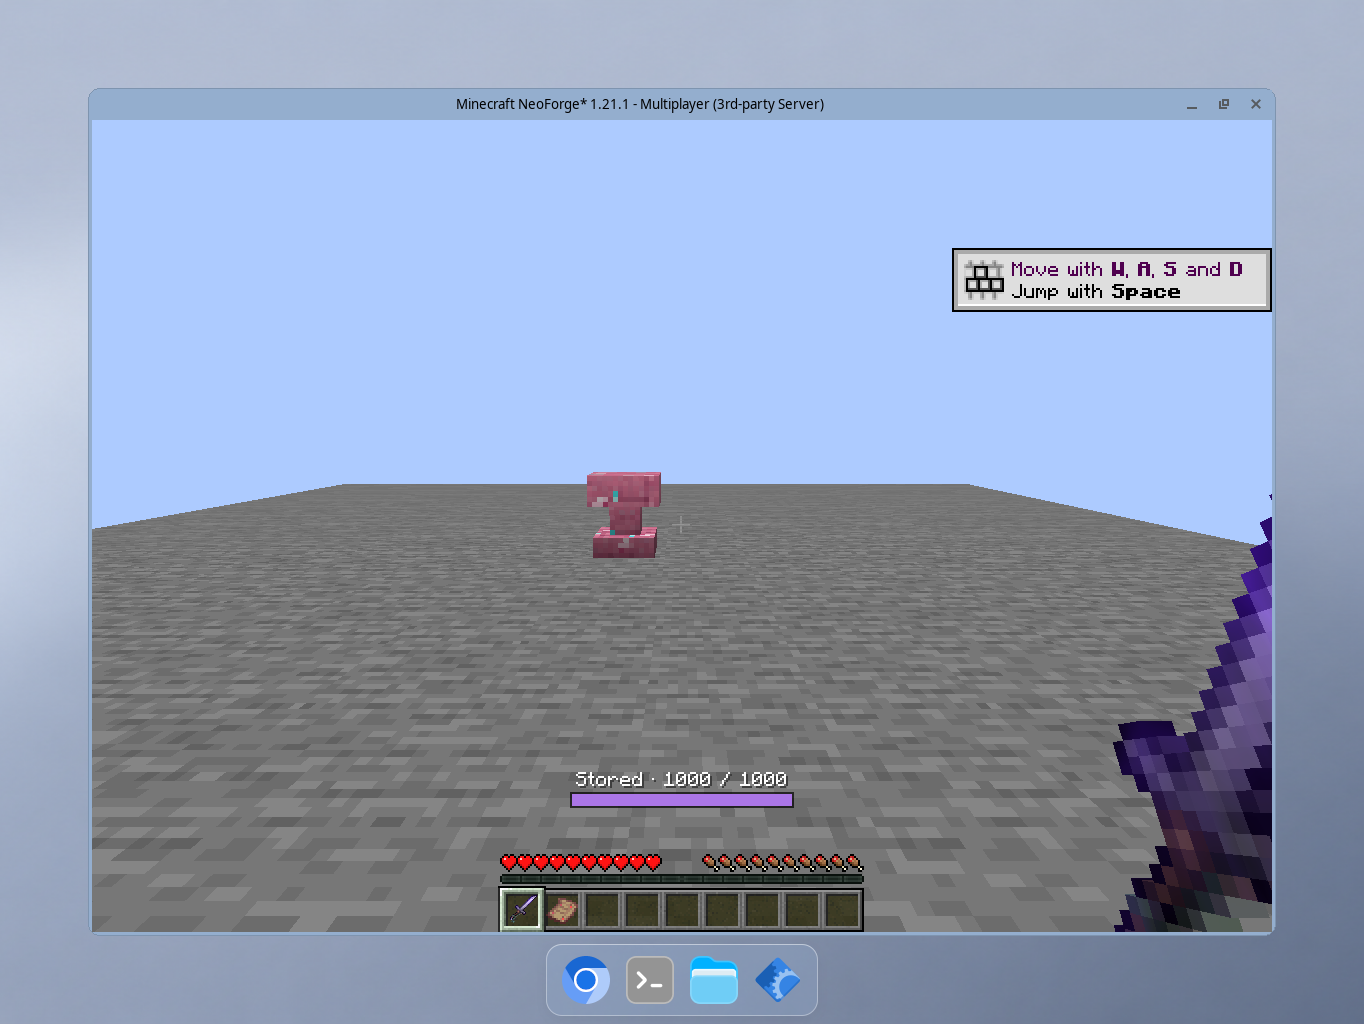 Minecraft NeoForge* 1.21.1 - Multiplayer (3rd-party Server)
Move with W, A, S and D
Jump with Space
Stored · 1000 / 1000